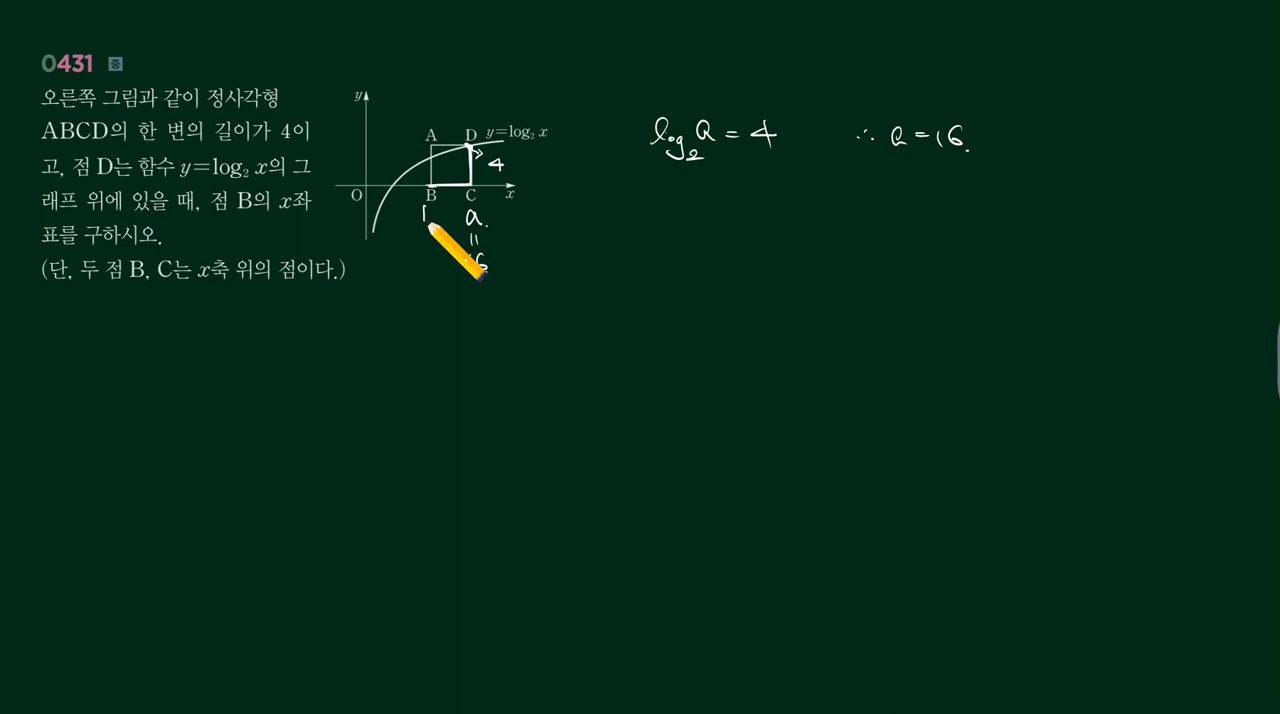 0431 중
오른쪽 그림과 같이 정사각형
ABCD의 한 변의 길이가 4이
고, 점 D는 함수 y=log₂ x의 그
래프 위에 있을 때, 점 B의 x좌
표를 구하시오.
(단, 두 점 B, C는 x축 위의 점이다.)
y
A D y=log₂ x
4
O B C x
a.
=
log₂ a = 4 ∴ a = 16.